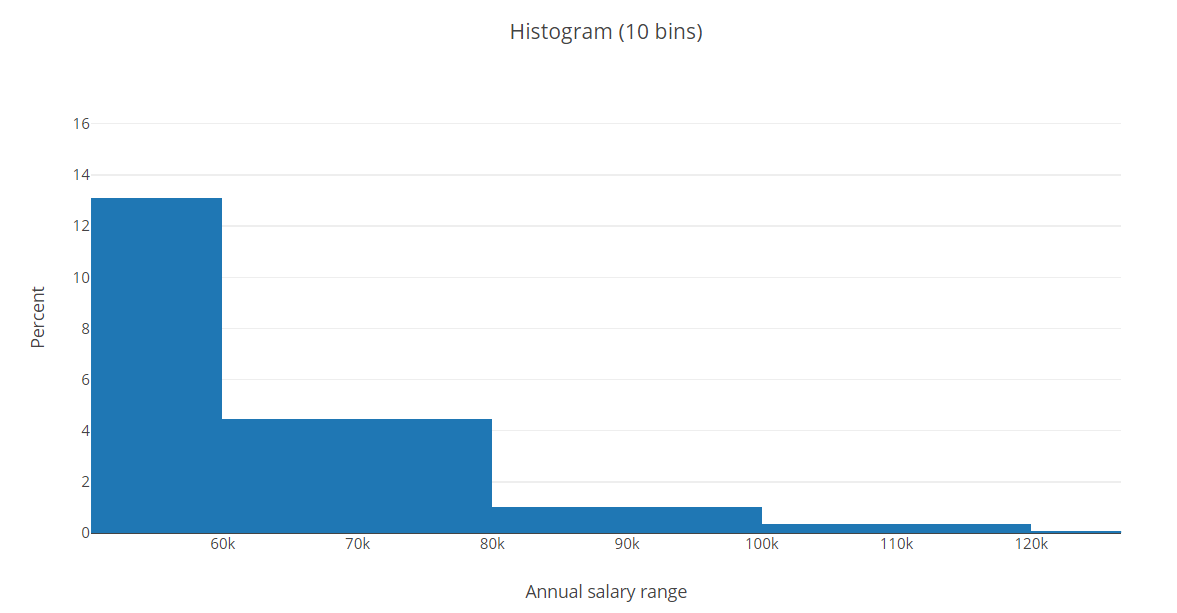 Histogram (10 bins)
16
14
12
10
8
6
4
2
0
Percent
60k
70k
80k
90k
100k
110k
120k
Annual salary range